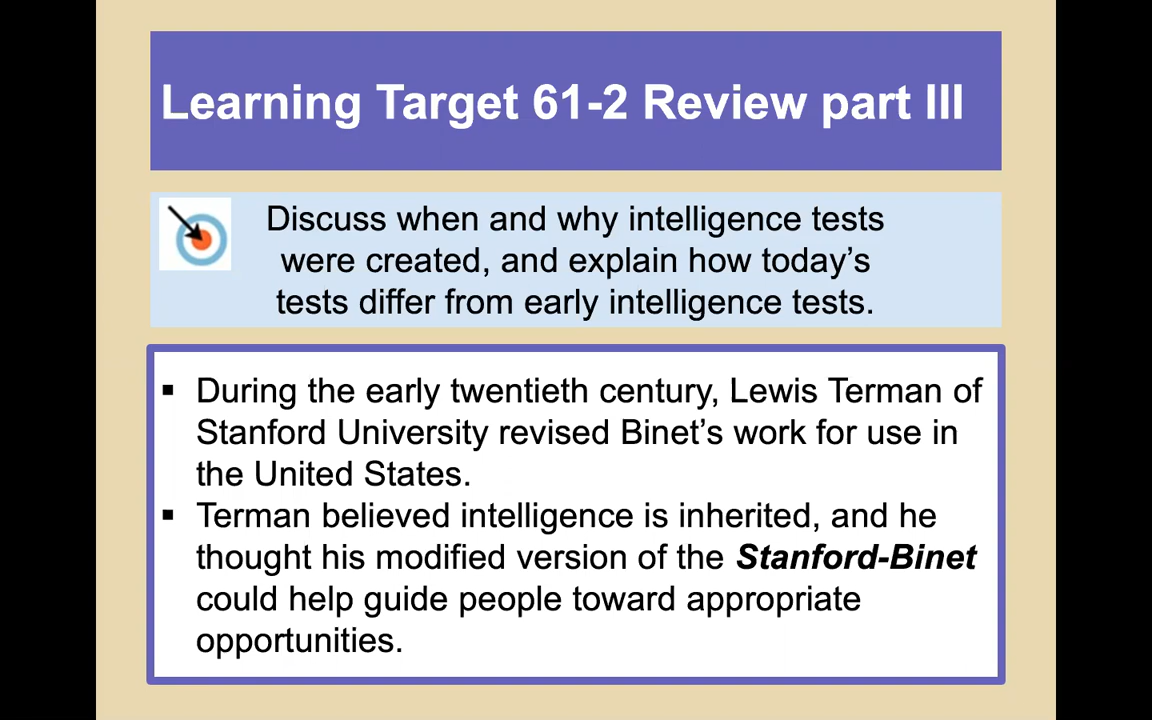 Learning Target 61-2 Review part III
Discuss when and why intelligence tests
were created, and explain how today’s
tests differ from early intelligence tests.
▪ During the early twentieth century, Lewis Terman of
Stanford University revised Binet’s work for use in
the United States.
▪ Terman believed intelligence is inherited, and he
thought his modified version of the Stanford-Binet
could help guide people toward appropriate
opportunities.